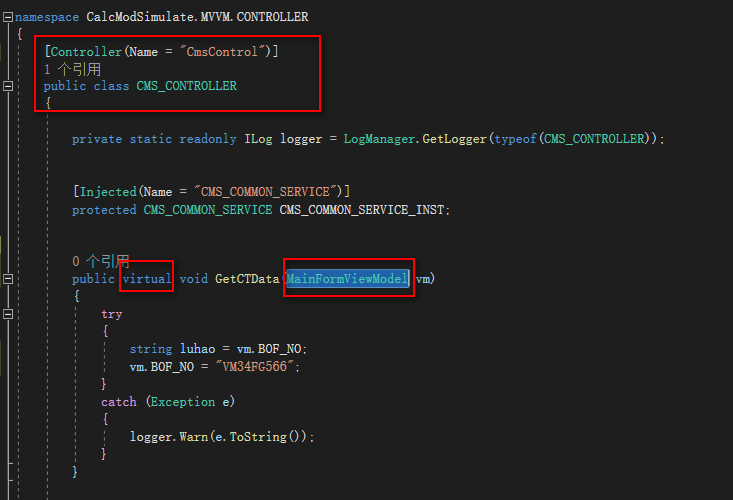 namespace CalcModSimulate.MVVM.CONTROLLER
{
[Controller(Name = "CmsControl")]
1 个引用
public class CMS_CONTROLLER
{
private static readonly ILog logger = LogManager.GetLogger(typeof(CMS_CONTROLLER));
[Injected(Name = "CMS_COMMON_SERVICE")]
protected CMS_COMMON_SERVICE CMS_COMMON_SERVICE_INST;
0 个引用
public virtual void GetCTData(MainFormViewModel vm)
{
try
{
string luhao = vm.BOF_NO;
vm.BOF_NO = "VM34FG566";
}
catch (Exception e)
{
logger.Warn(e.ToString());
}
}